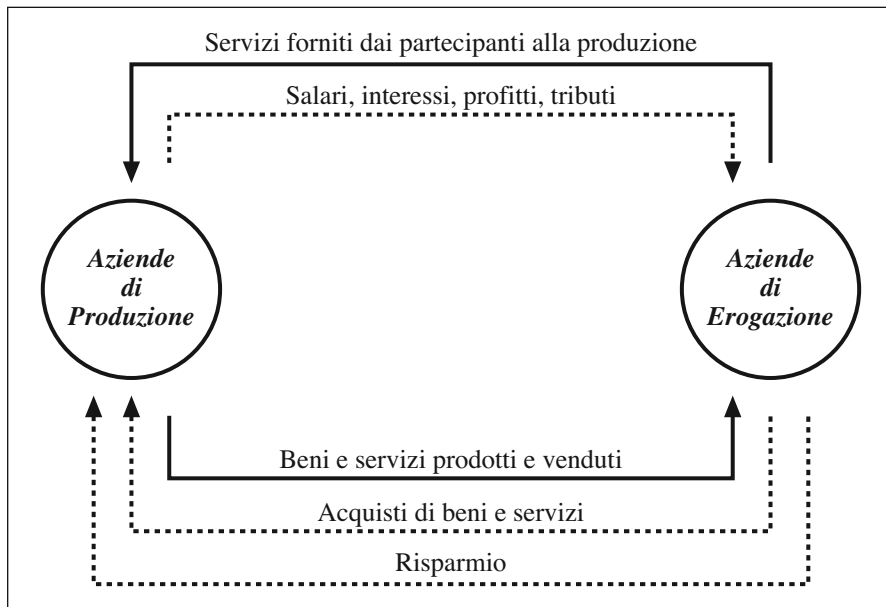 Servizi forniti dai partecipanti alla produzione
Salari, interessi, profitti, tributi
Aziende
di
Produzione
Aziende
di
Erogazione
Beni e servizi prodotti e venduti
Acquisti di beni e servizi
Risparmio